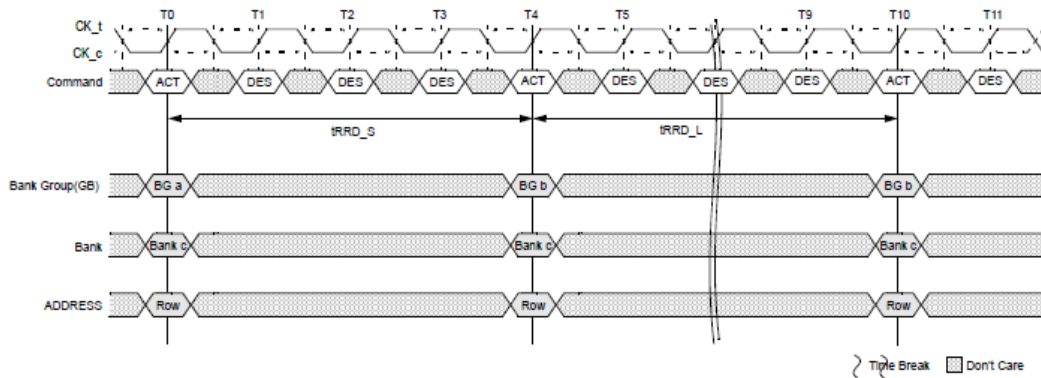 T0 T1 T2 T3 T4 T5 T9 T10 T11
CK_t
CK_c
Command ACT DES DES DES ACT DES DES DES ACT DES
tRRD_S tRRD_L
Bank Group(GB) BG a BG b BG b
Bank Bank c Bank c Bank c
ADDRESS Row Row Row
Time Break Don't Care